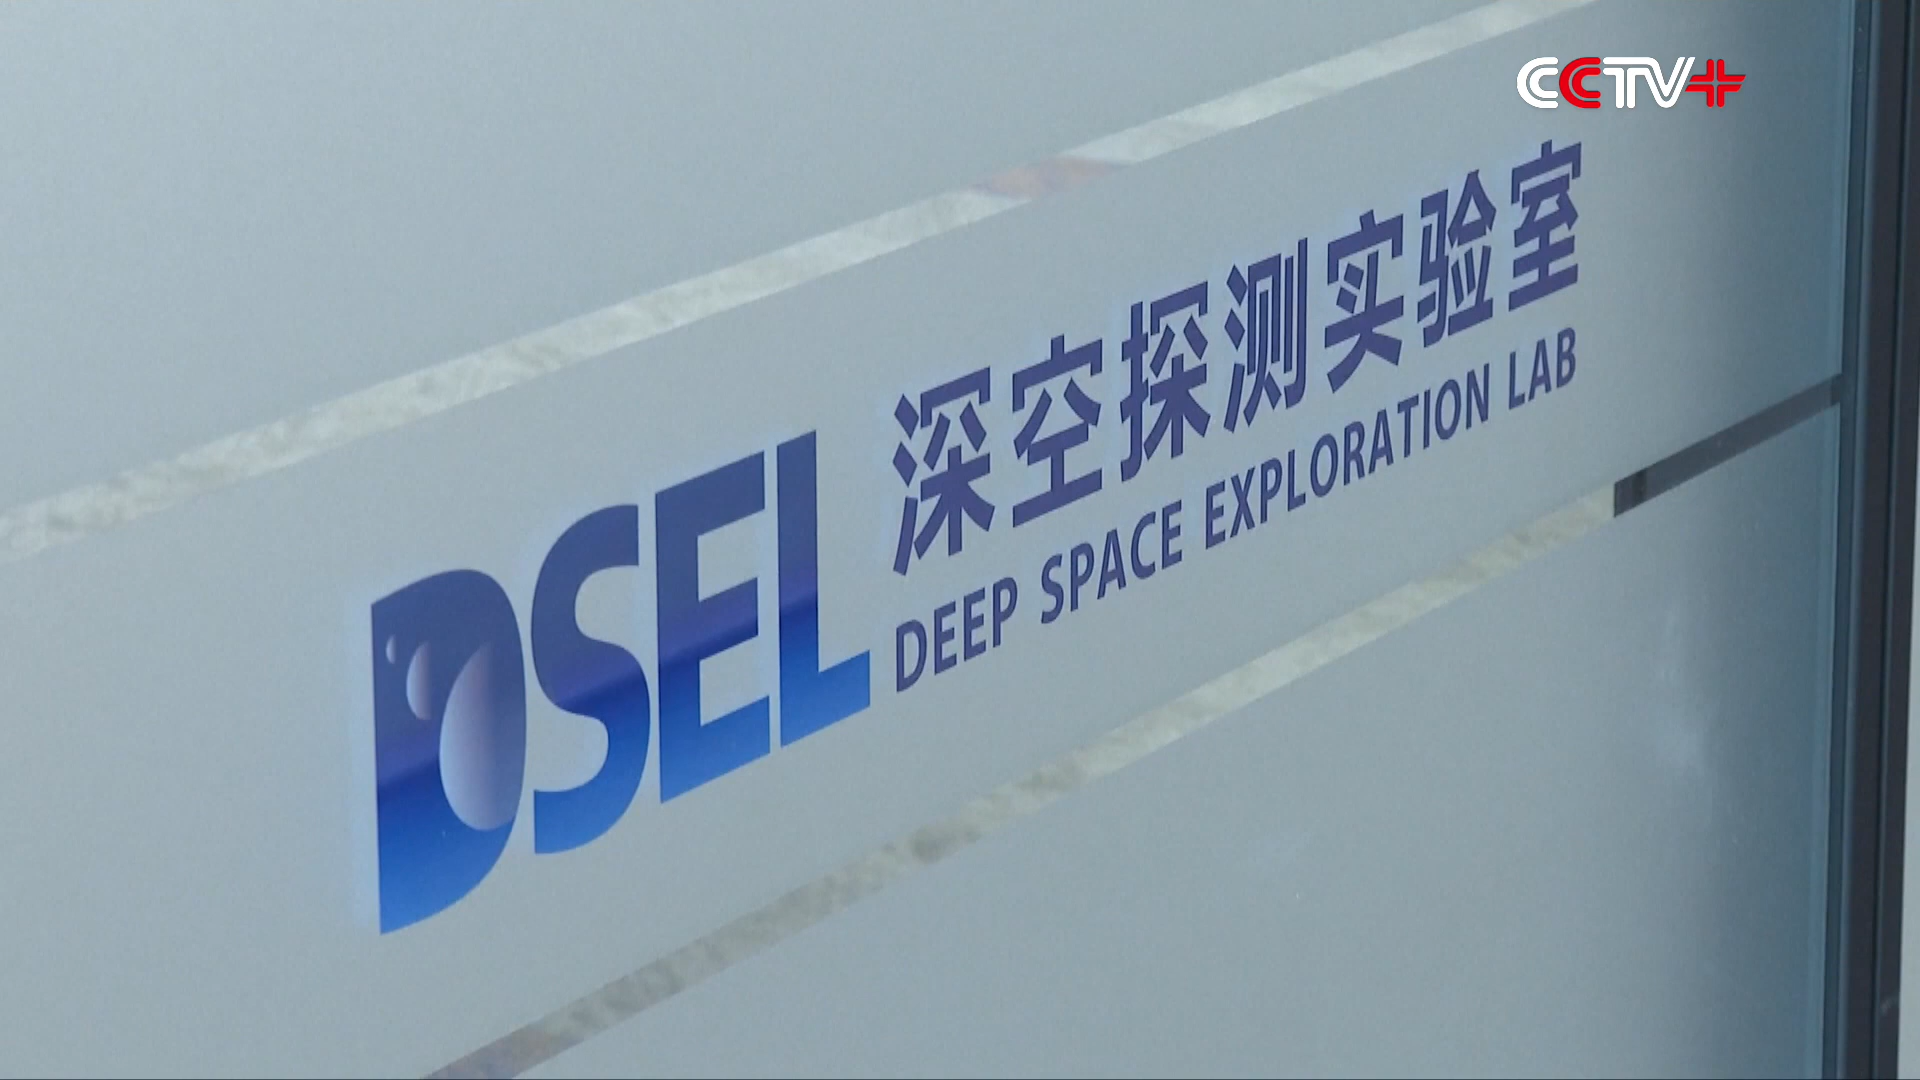 CCTV+
深空探测实验室
DSEL
DEEP SPACE EXPLORATION LAB